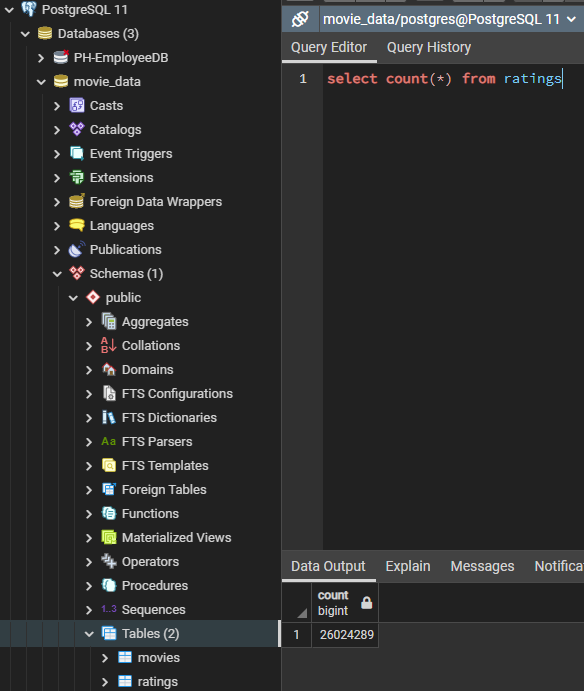 PostgreSQL 11
Databases (3)
PH-EmployeeDB
movie_data
Casts
Catalogs
Event Triggers
Extensions
Foreign Data Wrappers
Languages
Publications
Schemas (1)
public
Aggregates
Collations
Domains
FTS Configurations
FTS Dictionaries
Aa FTS Parsers
FTS Templates
Foreign Tables
Functions
Materialized Views
Operators
Procedures
1..3 Sequences
Tables (2)
movies
ratings
movie_data/postgres@PostgreSQL 11
Query Editor Query History
1 select count(*) from ratings
Data Output Explain Messages Notifica
count
bigint
1 26024289